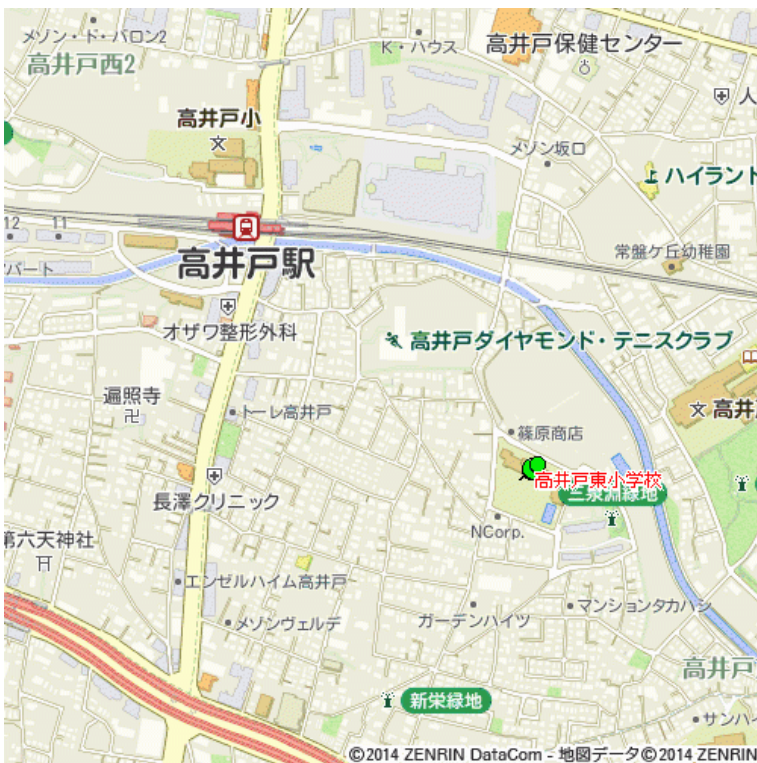 メゾン・ド・バロン2
K・ハウス
高井戸保健センター
高井戸西2
人
高井戸小
メゾン坂口
ハイランド
12
11
常盤ケ丘幼稚園
高井戸駅
パート
オザワ整形外科
高井戸ダイヤモンド・テニスクラブ
遍照寺
トーレ高井戸
高井戸
篠原商店
高井戸東小学校
三泉淵緑地
長澤クリニック
NCorp.
第六天神社
エンゼルハイム高井戸
マンションタカハシ
メゾンヴェルデ
ガーデンハイツ
高井戸
新栄緑地
サンハイ
©2014 ZENRIN DataCom - 地図データ©2014 ZENRIN